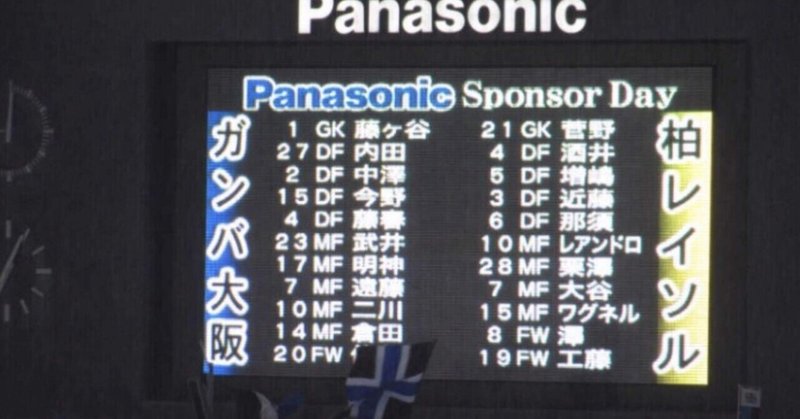 Panasonic
Panasonic Sponsor Day
ガンバ大阪
1 GK 藤ヶ谷
27 DF 内田
2 DF 中澤
15 DF 今野
4 DF 藤春
23 MF 武井
17 MF 明神
7 MF 遠藤
10 MF 二川
14 MF 倉田
20 FW
柏レイソル
21 GK 菅野
4 DF 酒井
5 DF 増嶋
3 DF 近藤
6 DF 那須
10 MF レアンドロ
28 MF 栗澤
7 MF 大谷
15 MF ワグネル
8 FW 澤
19 FW 工藤